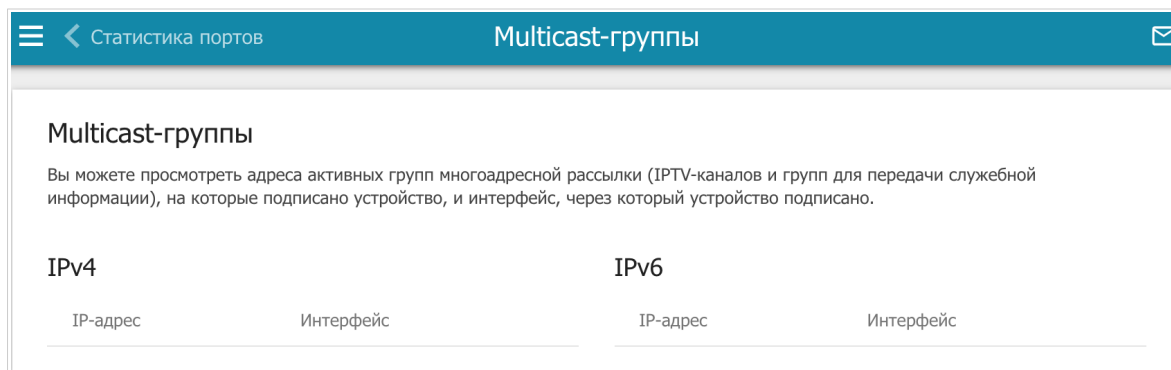 Статистика портов
Multicast-группы
Multicast-группы
Вы можете просмотреть адреса активных групп многоадресной рассылки (IPTV-каналов и групп для передачи служебной
информации), на которые подписано устройство, и интерфейс, через который устройство подписано.
IPv4
IPv6
IP-адрес
Интерфейс
IP-адрес
Интерфейс